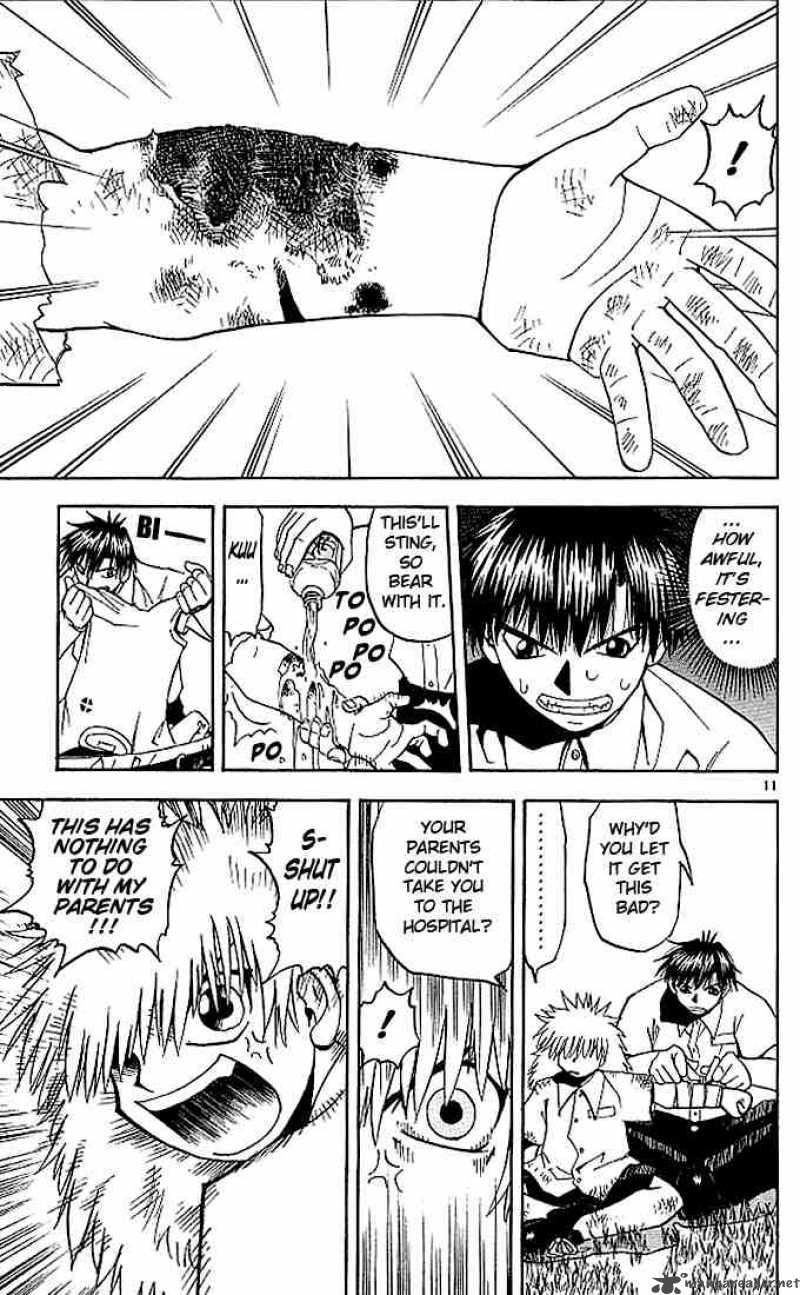 !
...
HOW
AWFUL,
IT'S
FESTER-
ING
...
THIS'LL
STING,
SO
BEAR
WITH IT.
KUU
...
TO
PO
PO
PO
PO
BI
11
WHY'D
YOU LET
IT GET
THIS
BAD?
.........
YOUR
PARENTS
COULDN'T
TAKE YOU
TO THE
HOSPITAL?
!
S-
SHUT
UP!!
THIS HAS
NOTHING
TO DO
WITH MY
PARENTS
!!!
mangareader.net